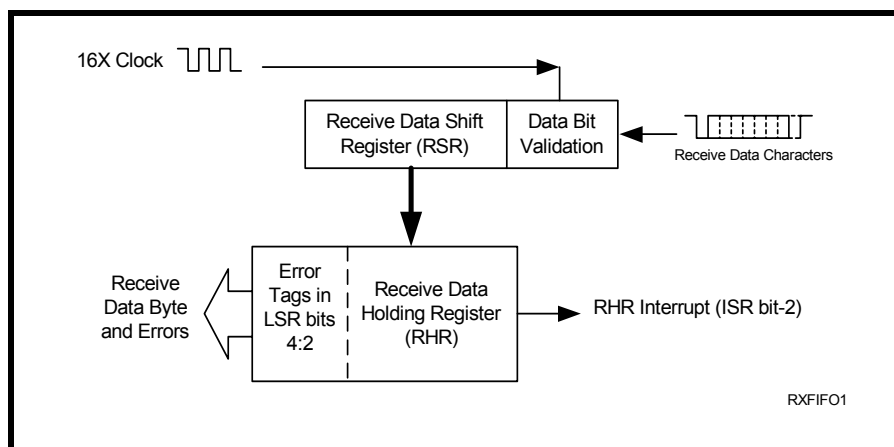 16X Clock
Receive Data Shift
Register (RSR)
Data Bit
Validation
Receive Data Characters
Receive
Data Byte
and Errors
Error
Tags in
LSR bits
4:2
Receive Data
Holding Register
(RHR)
RHR Interrupt (ISR bit-2)
RXFIFO1